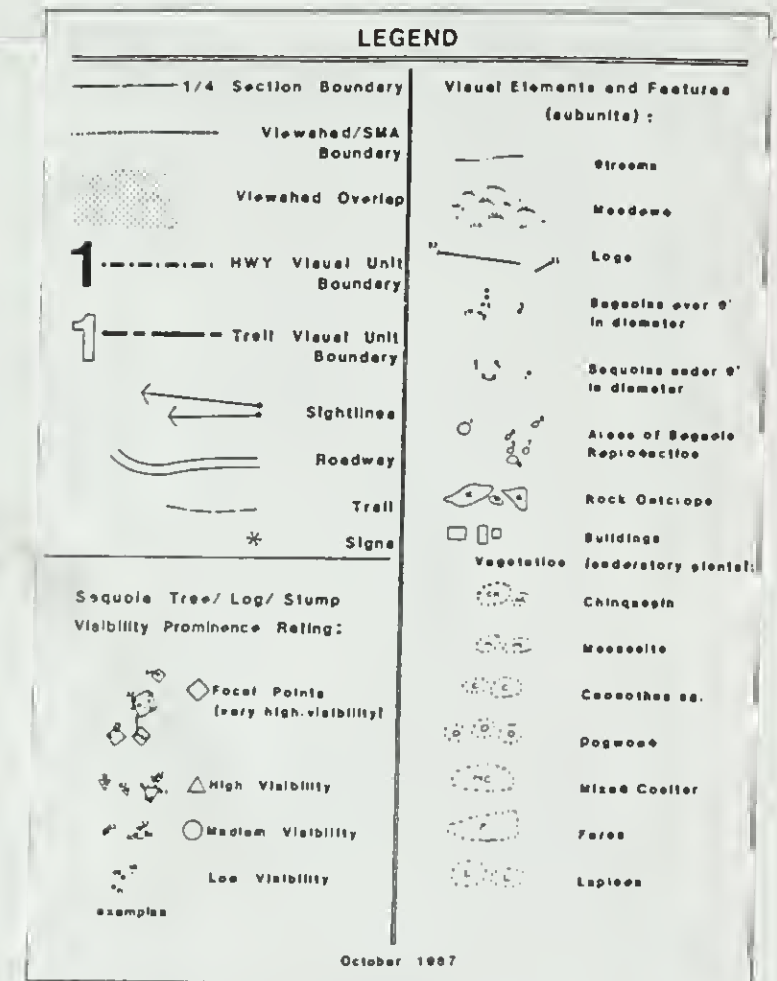 LEGEND
1/4 Section Boundary
Viewshed/SMA
Boundary
Viewshed Overlap
1 HWY Visual Unit
Boundary
1 Trail Visual Unit
Boundary
Sightlines
Roadway
Trail
* Signs
Sequoia Tree/ Log/ Stump
Visibility Prominence Rating:
Focal Points
(very high visibility)
High Visibility
Medium Visibility
Low Visibility
examples
Visual Elements and Features
(subunits) :
Streams
Meadows
Logs
Sequoias over 9'
in diameter
Sequoias under 9'
in diameter
Areas of Sequoia
Reproduction
Rock Outcrops
Buildings
Vegetation (understory plants):
Chinquapin
Manzanita
Ceanothus sp.
C C
Dogwood
D D D
Mixed Conifer
MC
Ferns
F
Lupines
L L
October 1987